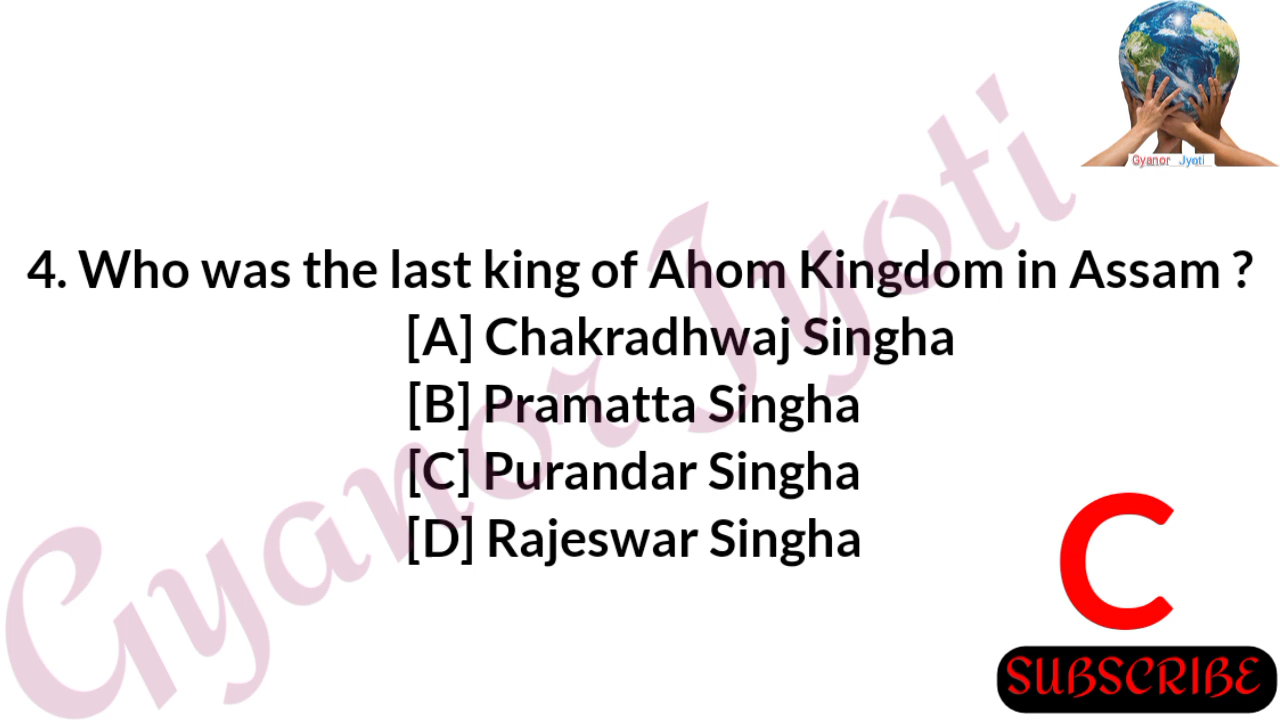 Gyanor Jyoti
4. Who was the last king of Ahom Kingdom in Assam ?
[A] Chakradhwaj Singha
[B] Pramatta Singha
[C] Purandar Singha
[D] Rajeswar Singha
Gyanor Jyoti
C
SUBSCRIBE